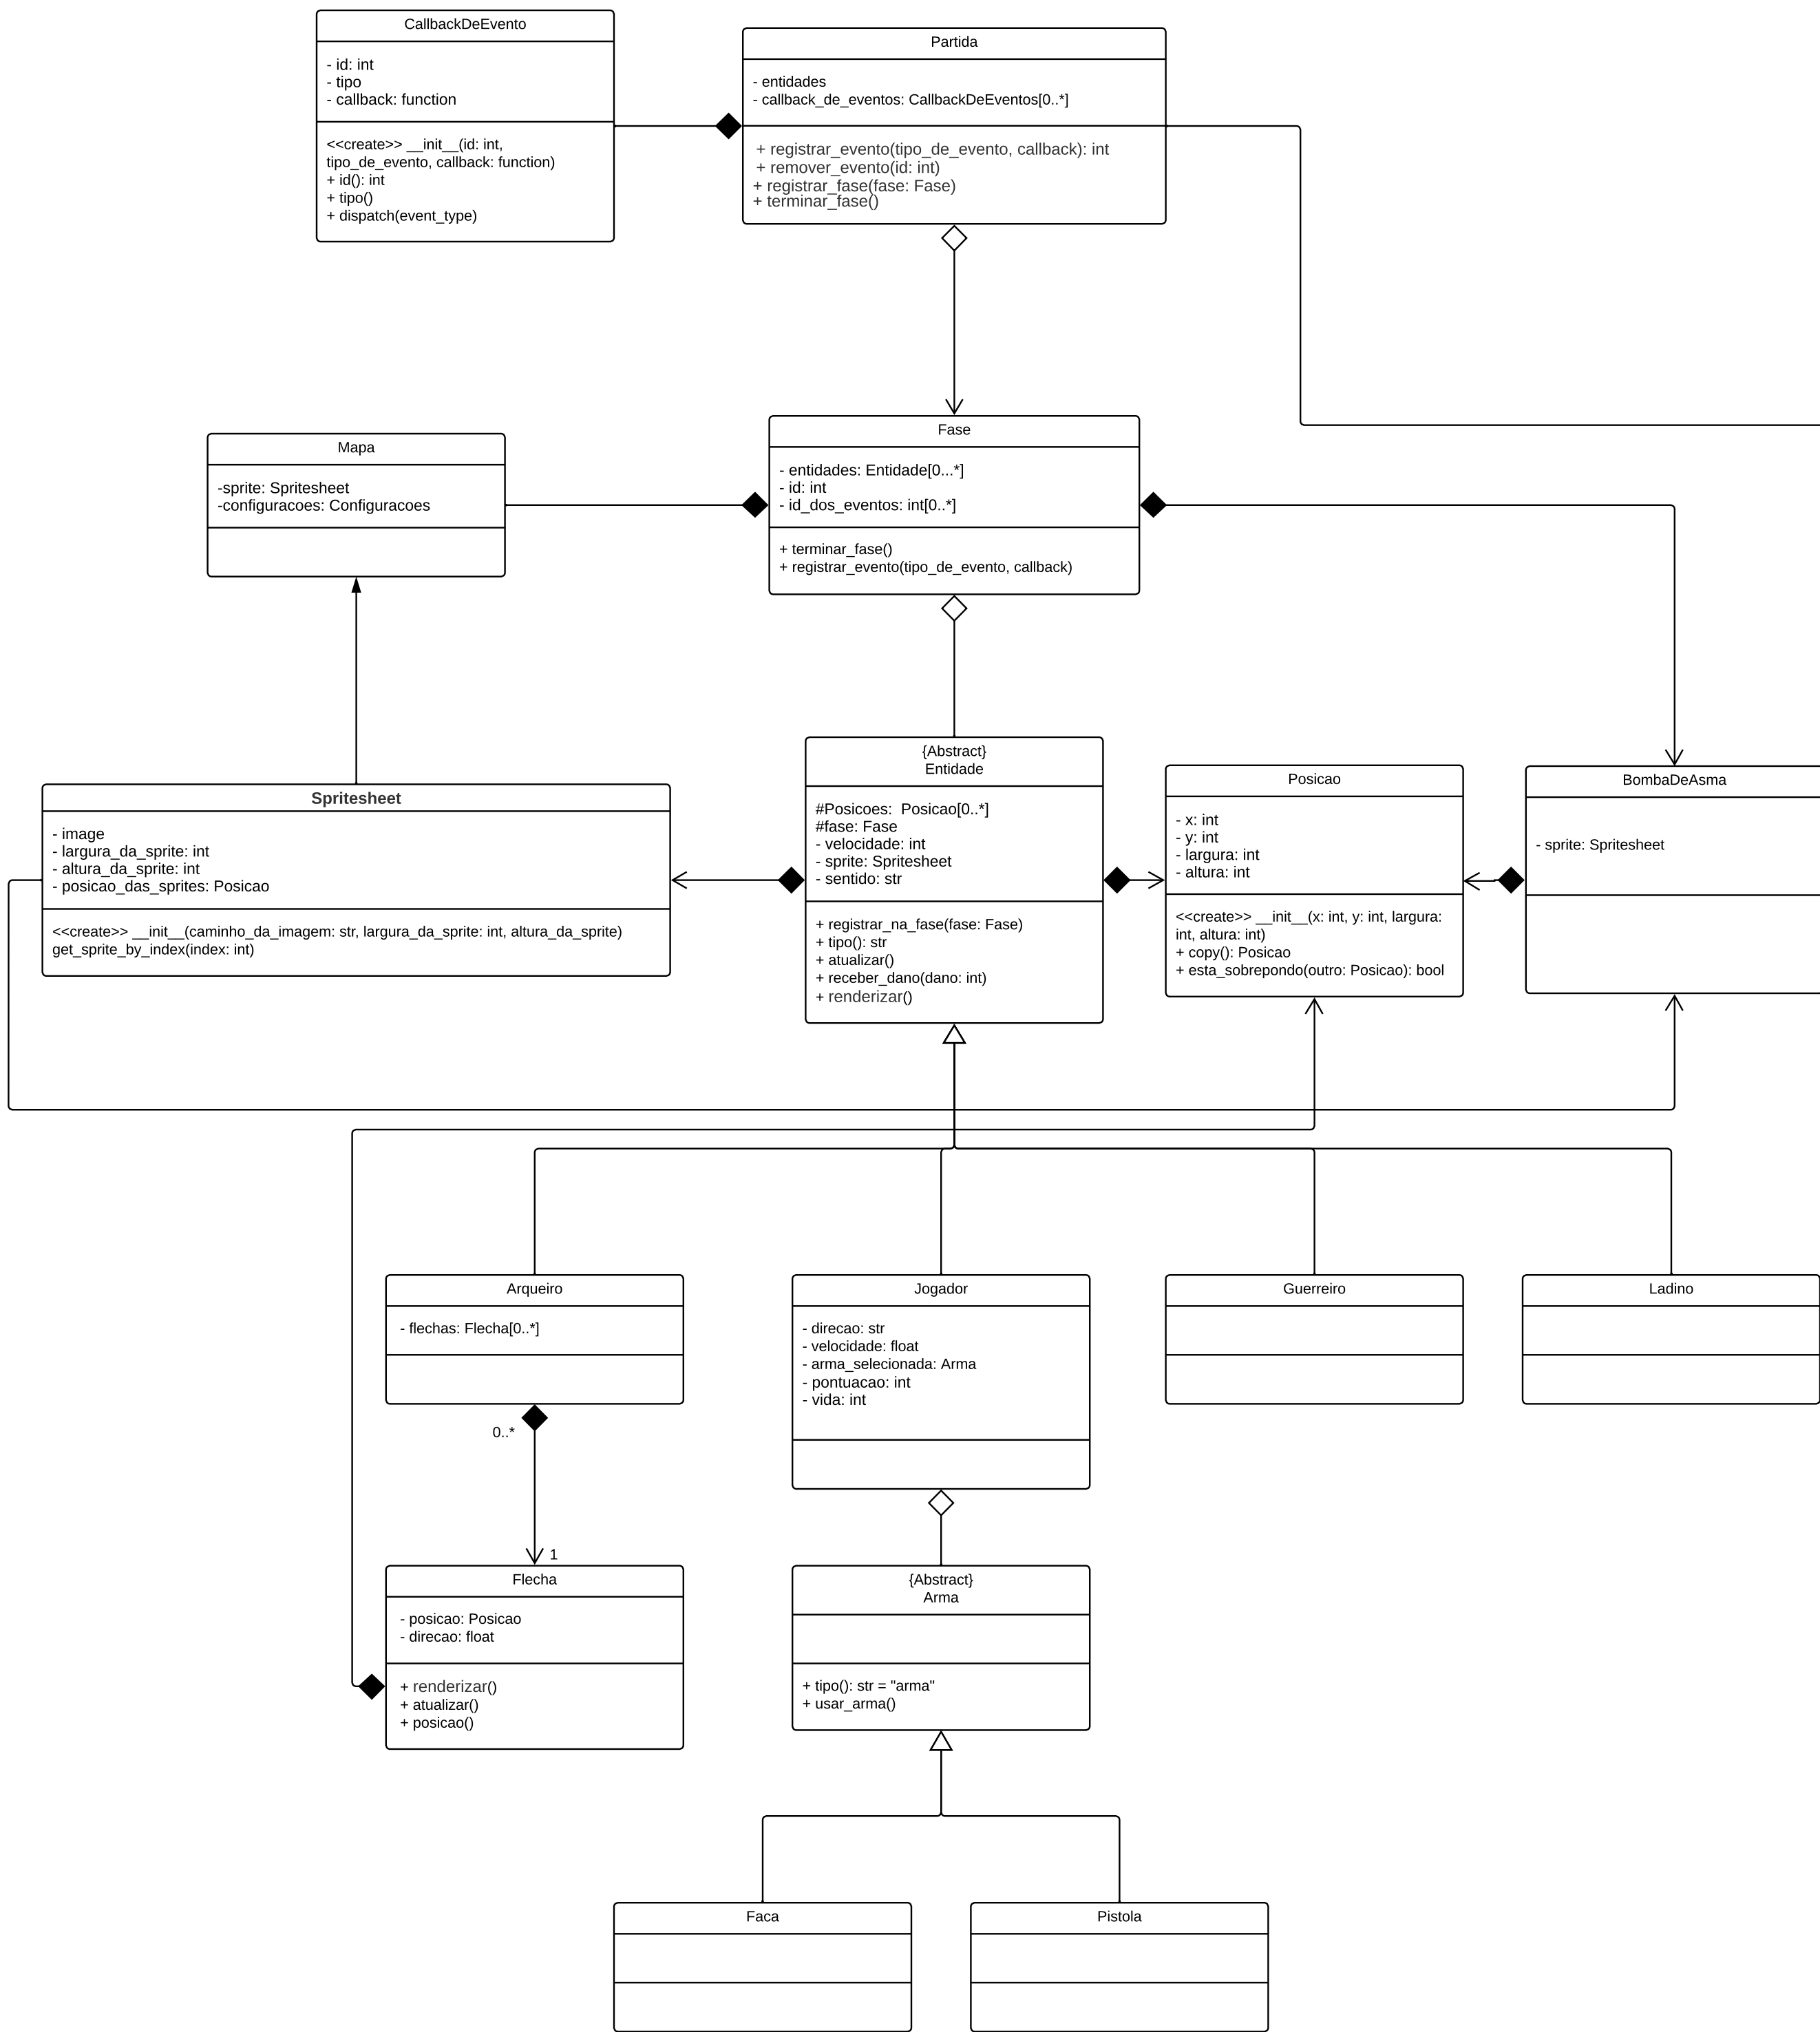 CallbackDeEvento
- id: int
- tipo
- callback: function
<<create>> __init__(id: int,
tipo_de_evento, callback: function)
+ id(): int
+ tipo()
+ dispatch(event_type)
Partida
- entidades
- callback_de_eventos: CallbackDeEventos[0..*]
+ registrar_evento(tipo_de_evento, callback): int
+ remover_evento(id: int)
+ registrar_fase(fase: Fase)
+ terminar_fase()
Mapa
-sprite: Spritesheet
-configuracoes: Configuracoes
Fase
- entidades: Entidade[0...*]
- id: int
- id_dos_eventos: int[0..*]
+ terminar_fase()
+ registrar_evento(tipo_de_evento, callback)
Spritesheet
- image
- largura_da_sprite: int
- altura_da_sprite: int
- posicao_das_sprites: Posicao
<<create>> __init__(caminho_da_imagem: str, largura_da_sprite: int, altura_da_sprite)
get_sprite_by_index(index: int)
{Abstract}
Entidade
#Posicoes:  Posicao[0..*]
#fase: Fase
- velocidade: int
- sprite: Spritesheet
- sentido: str
+ registrar_na_fase(fase: Fase)
+ tipo(): str
+ atualizar()
+ receber_dano(dano: int)
+ renderizar()
Posicao
- x: int
- y: int
- largura: int
- altura: int
<<create>> __init__(x: int, y: int, largura:
int, altura: int)
+ copy(): Posicao
+ esta_sobrepondo(outro: Posicao): bool
BombaDeAsma
- sprite: Spritesheet
Arqueiro
- flechas: Flecha[0..*]
Jogador
- direcao: str
- velocidade: float
- arma_selecionada: Arma
- pontuacao: int
- vida: int
Guerreiro
Ladino
0..*
1
Flecha
- posicao: Posicao
- direcao: float
+ renderizar()
+ atualizar()
+ posicao()
{Abstract}
Arma
+ tipo(): str = "arma"
+ usar_arma()
Faca
Pistola